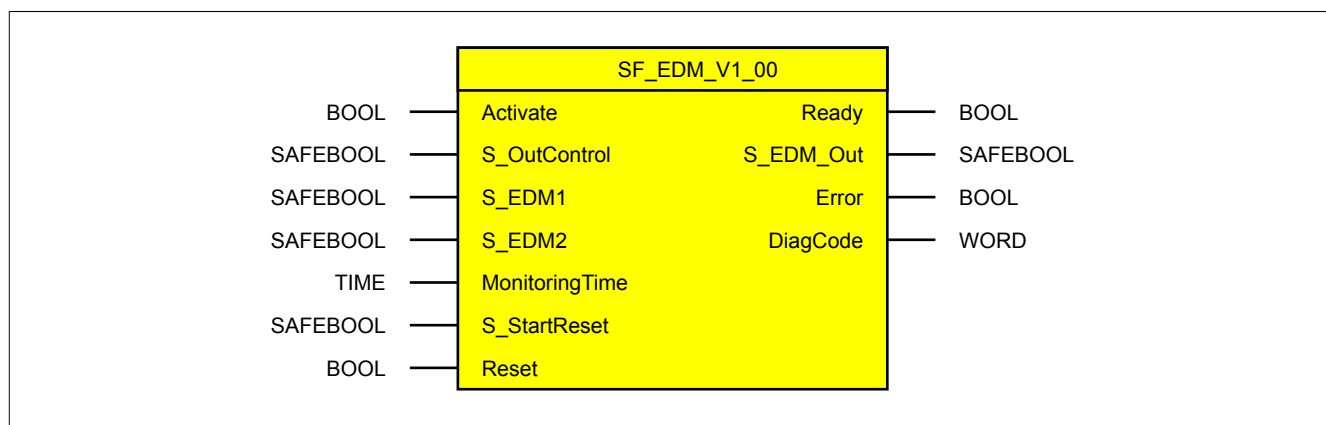 SF_EDM_V1_00
BOOL Activate Ready BOOL
SAFEBOOL S_OutControl S_EDM_Out SAFEBOOL
SAFEBOOL S_EDM1 Error BOOL
SAFEBOOL S_EDM2 DiagCode WORD
TIME MonitoringTime
SAFEBOOL S_StartReset
BOOL Reset